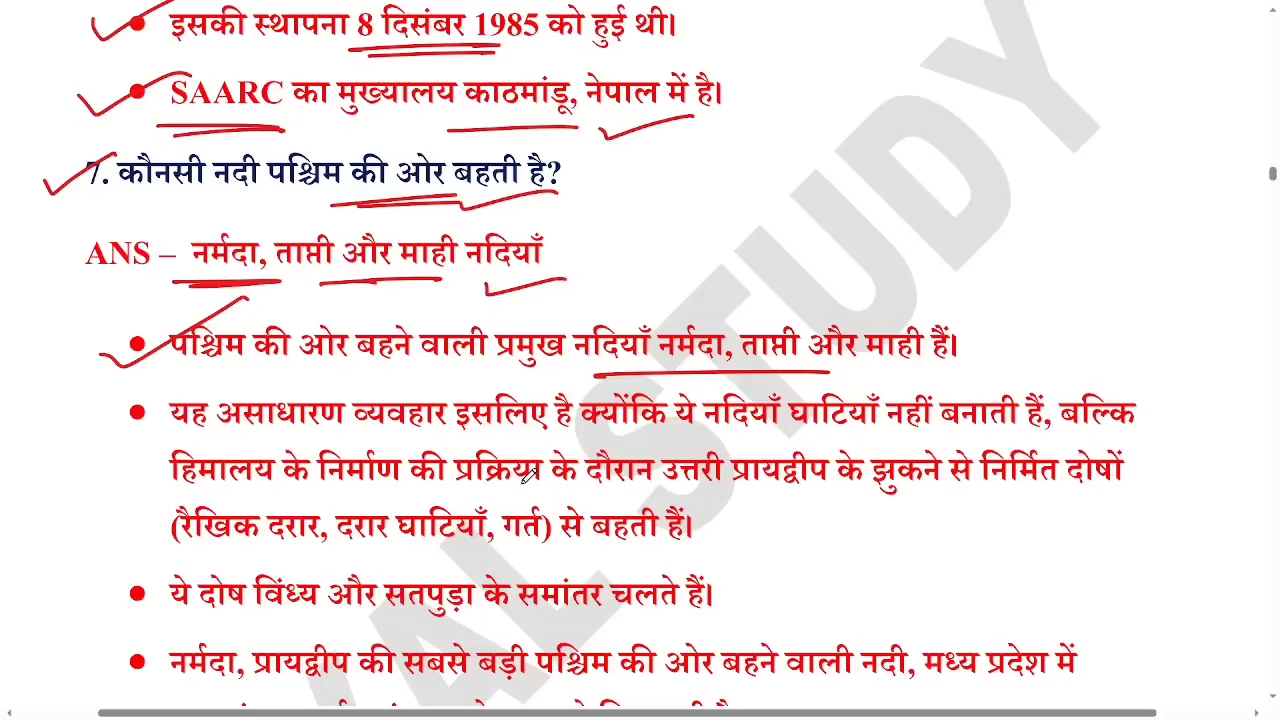 इसकी स्थापना 8 दिसंबर 1985 को हुई थी।
SAARC का मुख्यालय काठमांडू, नेपाल में है।
7. कौनसी नदी पश्चिम की ओर बहती है?
ANS – नर्मदा, ताप्ती और माही नदियाँ
पश्चिम की ओर बहने वाली प्रमुख नदियाँ नर्मदा, ताप्ती और माही हैं।
यह असाधारण व्यवहार इसलिए है क्योंकि ये नदियाँ घाटियाँ नहीं बनाती हैं, बल्कि
हिमालय के निर्माण की प्रक्रिया के दौरान उत्तरी प्रायद्वीप के झुकने से निर्मित दोषों
(रैखिक दरार, दरार घाटियाँ, गर्त) से बहती हैं।
ये दोष विंध्य और सतपुड़ा के समांतर चलते हैं।
नर्मदा, प्रायद्वीप की सबसे बड़ी पश्चिम की ओर बहने वाली नदी, मध्य प्रदेश में
AL STUDY